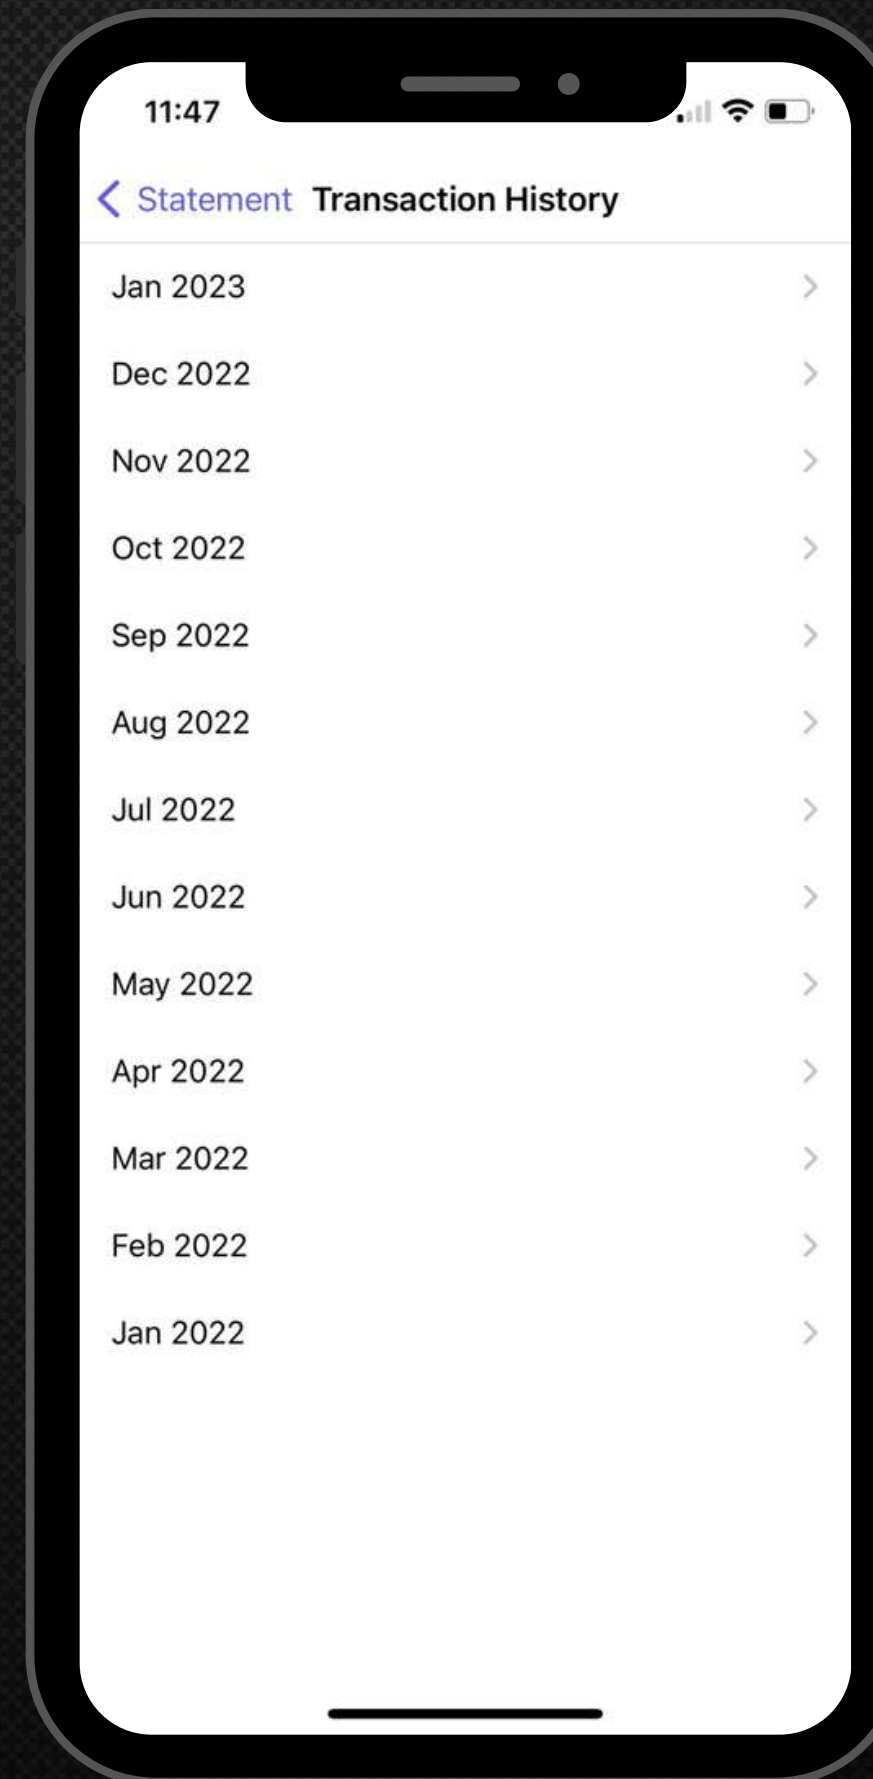 11:47
Statement Transaction History
Jan 2023
Dec 2022
Nov 2022
Oct 2022
Sep 2022
Aug 2022
Jul 2022
Jun 2022
May 2022
Apr 2022
Mar 2022
Feb 2022
Jan 2022